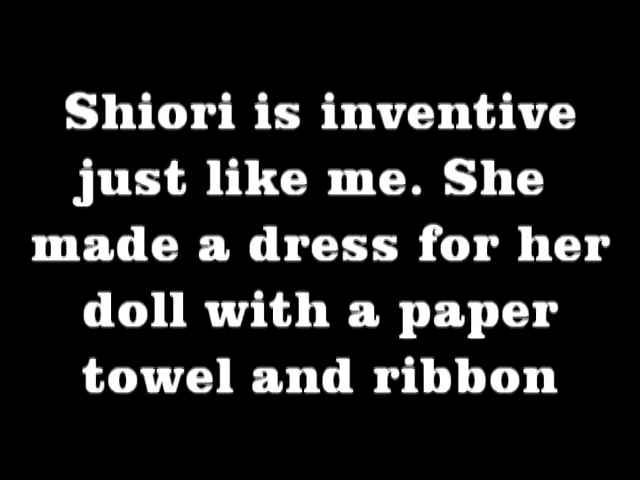 Shiori is inventive
just like me. She
made a dress for her
doll with a paper
towel and ribbon